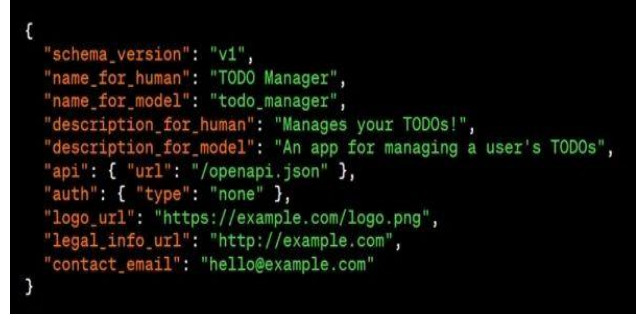 {
  "schema_version": "v1",
  "name_for_human": "TODO Manager",
  "name_for_model": "todo_manager",
  "description_for_human": "Manages your TODOs!",
  "description_for_model": "An app for managing a user's TODOs",
  "api": { "url": "/openapi.json" },
  "auth": { "type": "none" },
  "logo_url": "https://example.com/logo.png",
  "legal_info_url": "http://example.com",
  "contact_email": "hello@example.com"
}